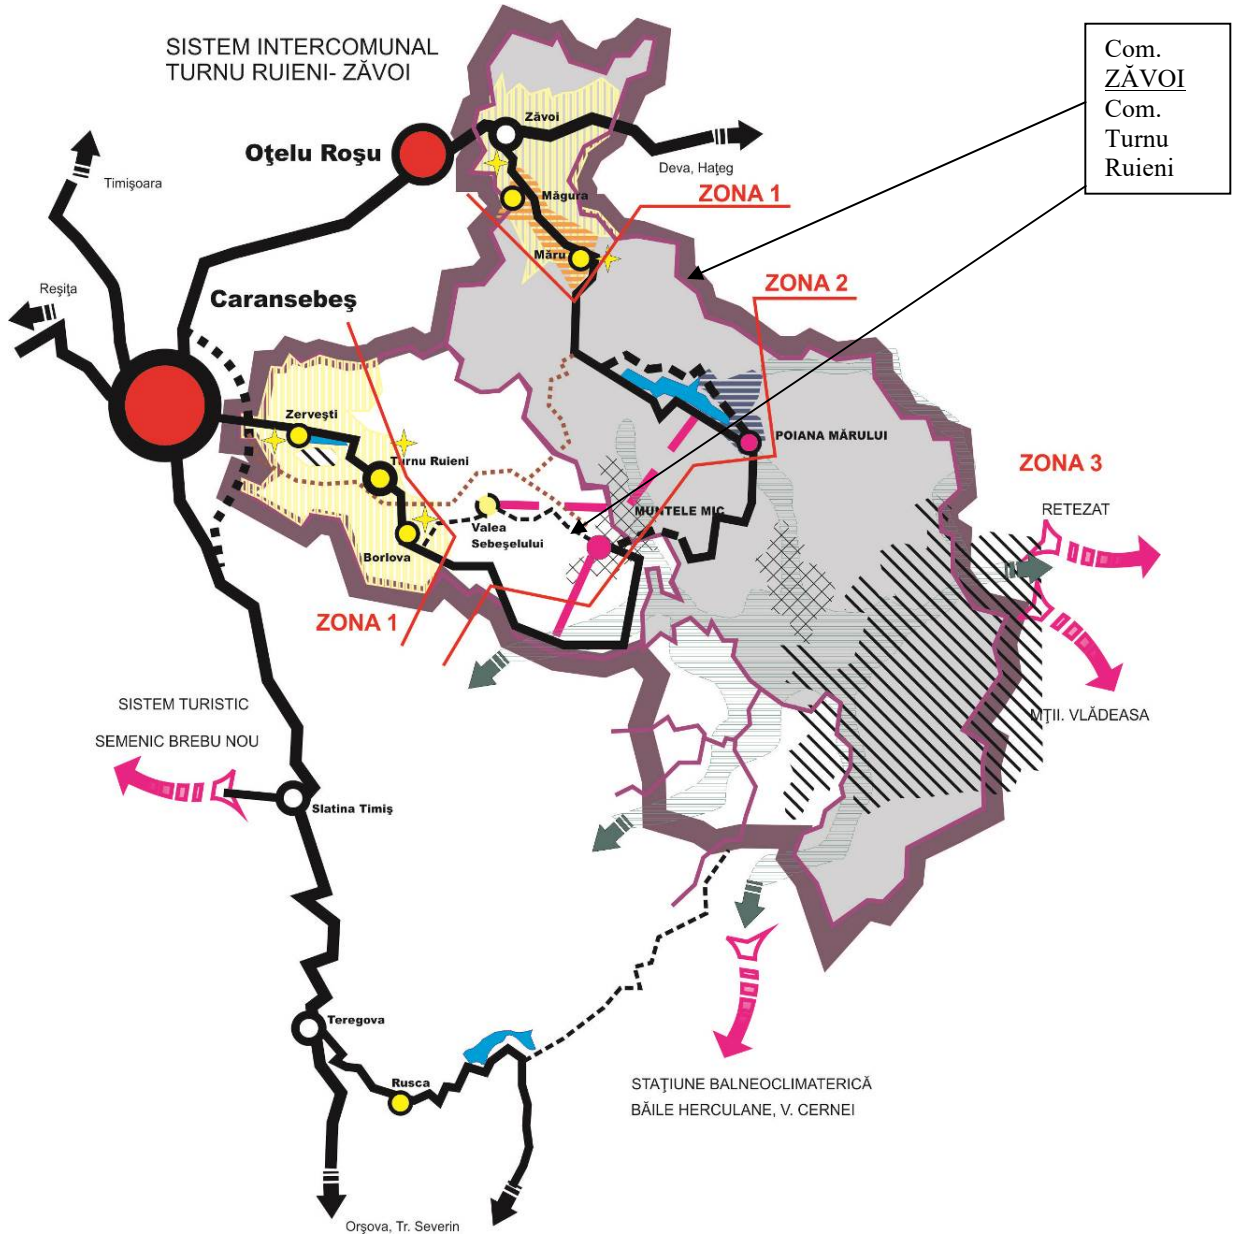 SISTEM INTERCOMUNAL
TURNU RUIENI- ZĂVOI
Com.
ZĂVOI
Com.
Turnu
Ruieni
Zăvoi
Oţelu Roşu
Deva, Haţeg
Timişoara
Măgura
ZONA 1
Măru
ZONA 2
Reşiţa
Caransebeş
Zerveşti
POIANA MĂRULUI
Turnu Ruieni
ZONA 3
RETEZAT
MUNTELE MIC
Valea
Sebeşelului
Borlova
ZONA 1
SISTEM TURISTIC
SEMENIC BREBU NOU
MŢII. VLĂDEASA
Slatina Timiş
Teregova
Rusca
STAŢIUNE BALNEOCLIMATERICĂ
BĂILE HERCULANE, V. CERNEI
Orşova, Tr. Severin